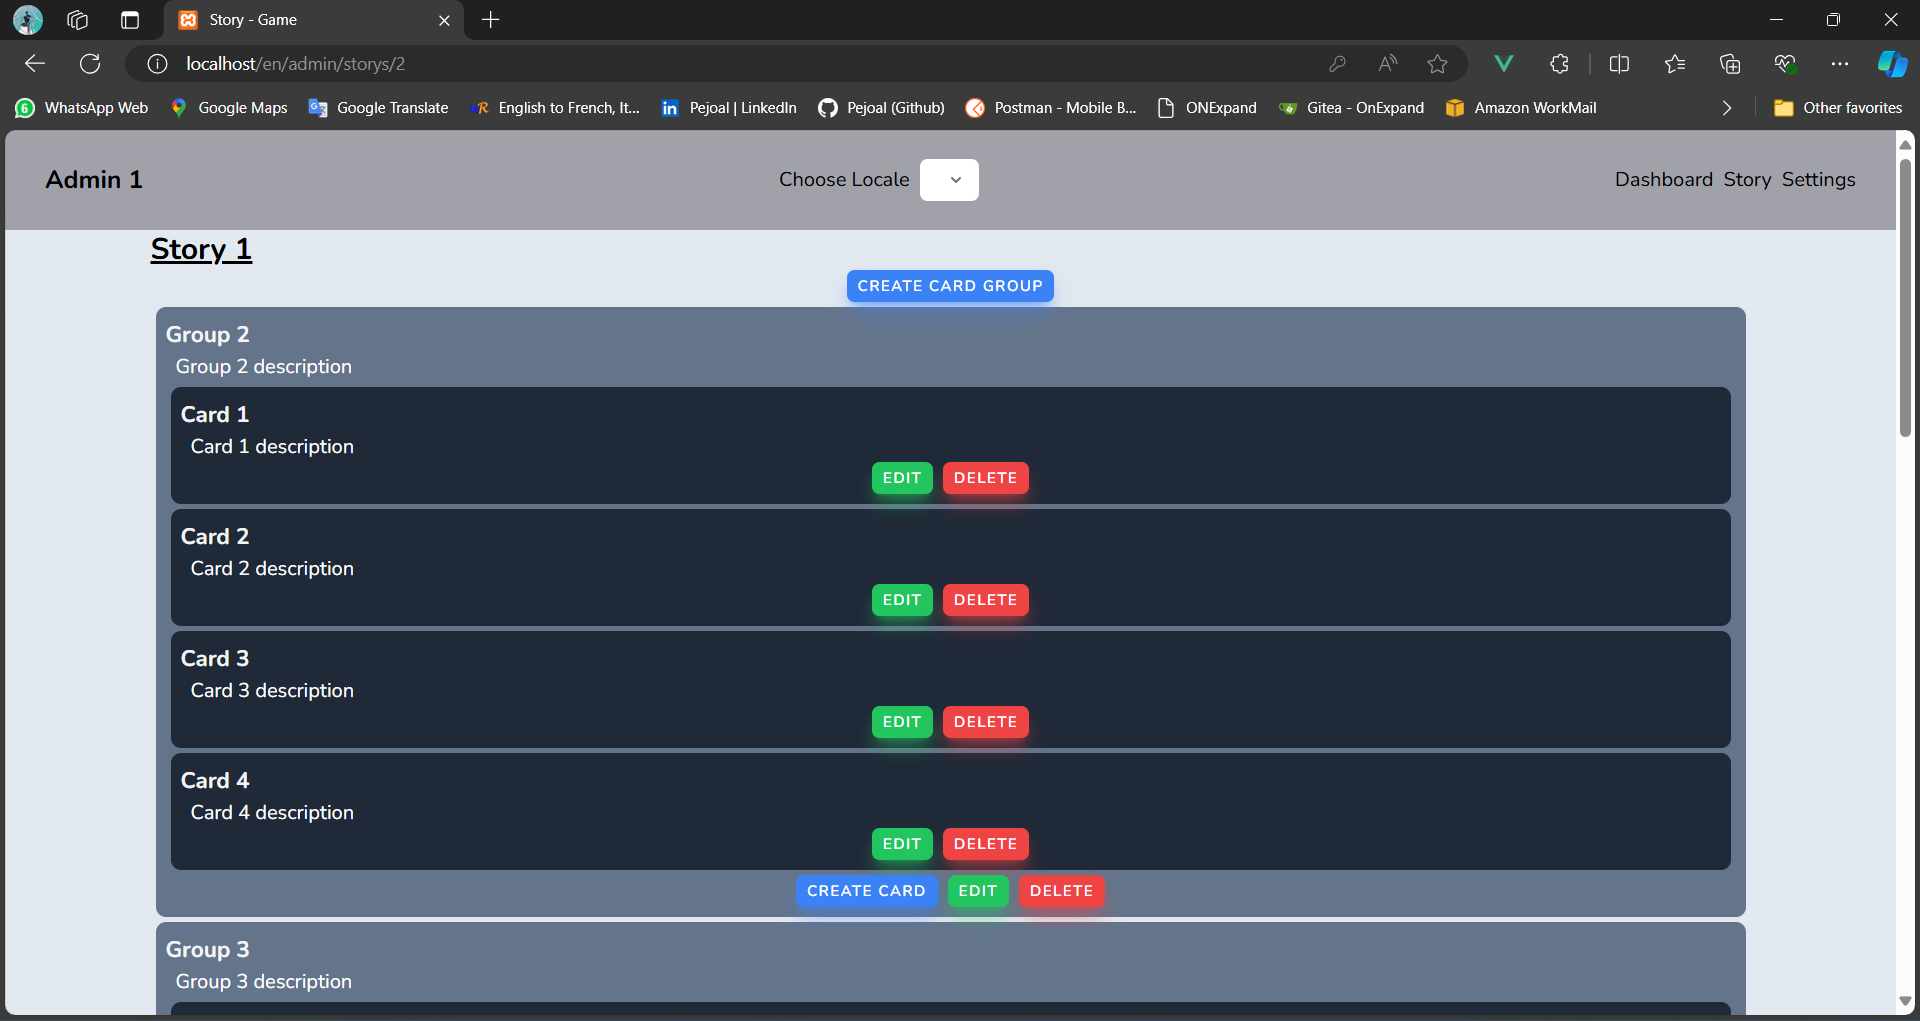 Story - Game
localhost/en/admin/storys/2
WhatsApp Web
Google Maps
Google Translate
English to French, It...
Pejoal | LinkedIn
Pejoal (Github)
Postman - Mobile B...
ONExpand
Gitea - OnExpand
Amazon WorkMail
Other favorites
Admin 1
Choose Locale
Dashboard Story Settings
Story 1
CREATE CARD GROUP
Group 2
Group 2 description
Card 1
Card 1 description
EDIT DELETE
Card 2
Card 2 description
EDIT DELETE
Card 3
Card 3 description
EDIT DELETE
Card 4
Card 4 description
EDIT DELETE
CREATE CARD EDIT DELETE
Group 3
Group 3 description